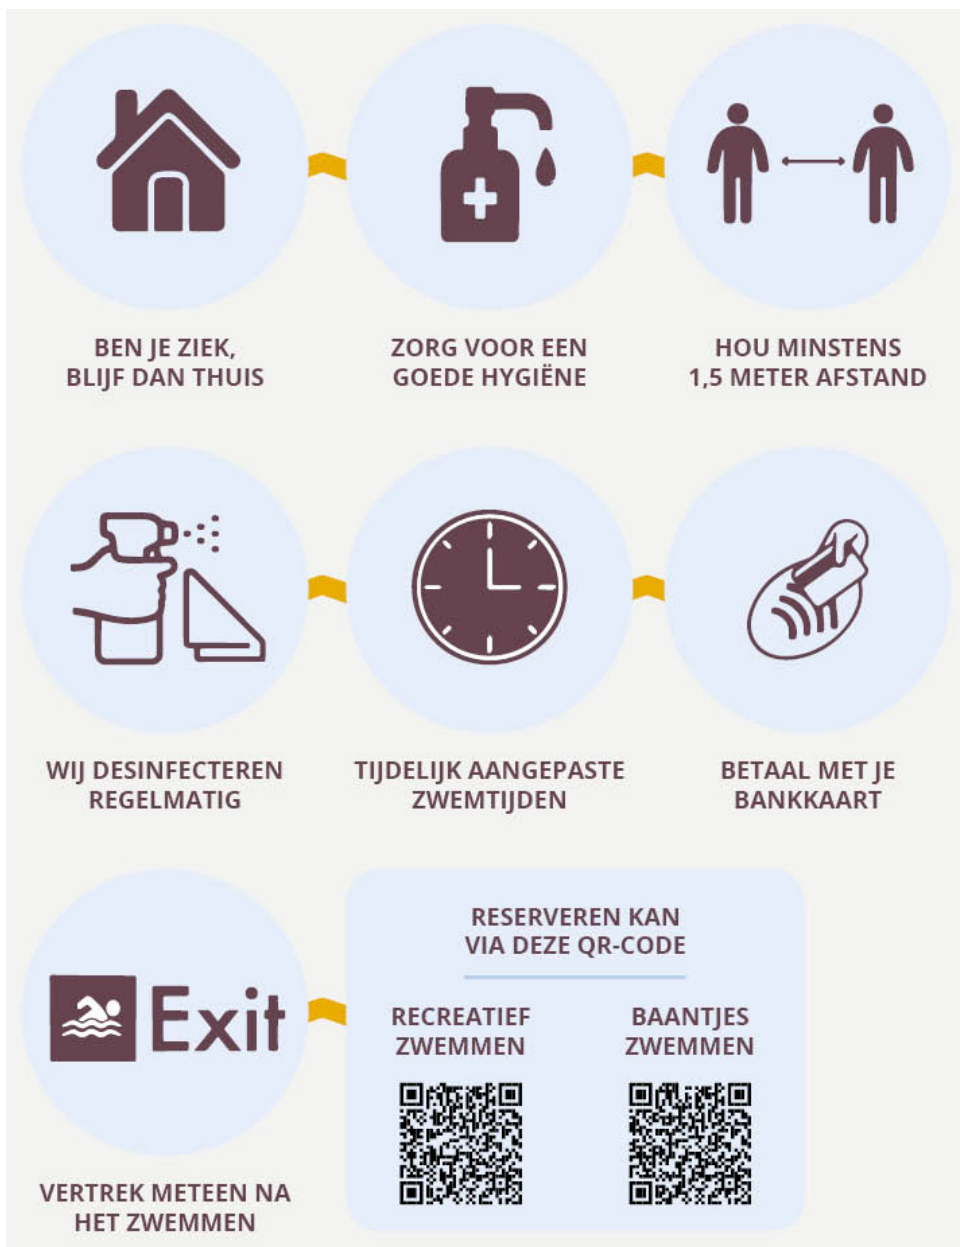 BEN JE ZIEK,
BLIJF DAN THUIS
ZORG VOOR EEN
GOEDE HYGIËNE
HOU MINSTENS
1,5 METER AFSTAND
WIJ DESINFECTEREN
REGELMATIG
TIJDELIJK AANGEPASTE
ZWEMTIJDEN
BETAAL MET JE
BANKKAART
Exit
VERTREK METEEN NA
HET ZWEMMEN
RESERVEREN KAN
VIA DEZE QR-CODE
RECREATIEF
ZWEMMEN
BAANTJES
ZWEMMEN